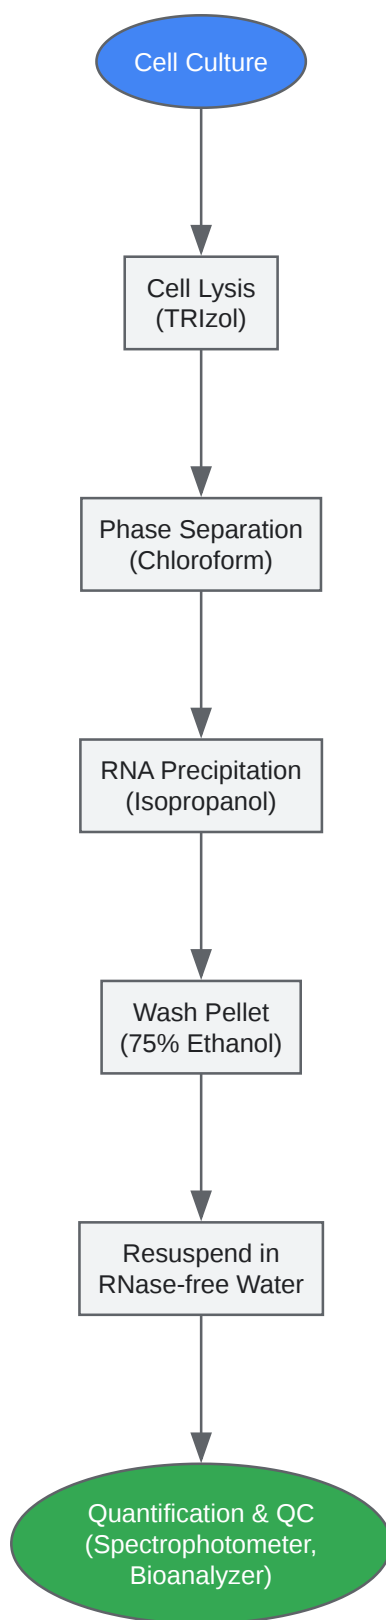 Cell Culture
Cell Lysis
(TRIzol)
Phase Separation
(Chloroform)
RNA Precipitation
(Isopropanol)
Wash Pellet
(75% Ethanol)
Resuspend in
RNase-free Water
Quantification & QC
(Spectrophotometer,
Bioanalyzer)